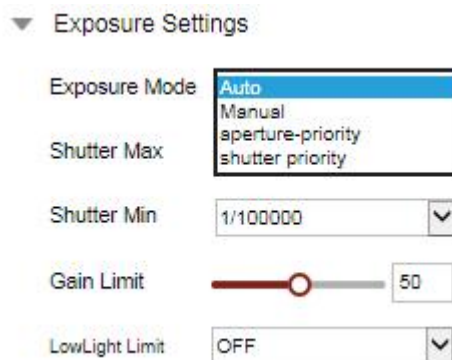 Exposure Settings
Exposure Mode Auto
Manual
aperture-priority
shutter priority
Shutter Max
Shutter Min 1/100000
Gain Limit 50
LowLight Limit OFF